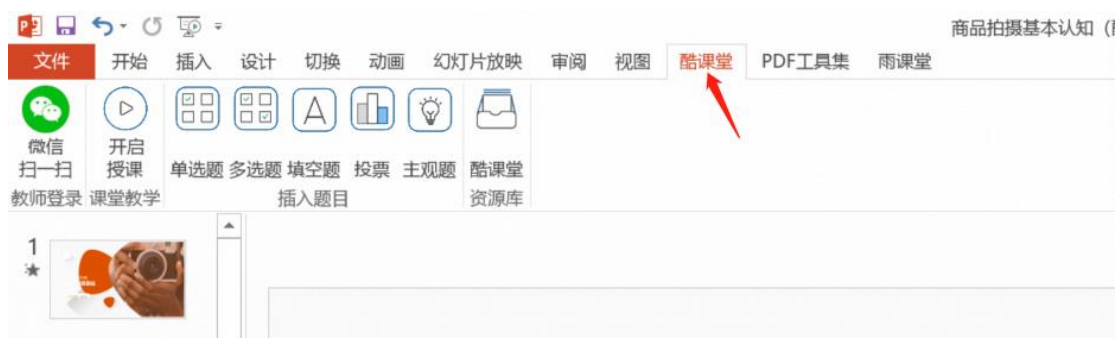 商品拍摄基本认知
文件 开始 插入 设计 切换 动画 幻灯片放映 审阅 视图 酷课堂 PDF工具集 雨课堂
微信 开启
扫一扫 授课 单选题 多选题 填空题 投票 主观题 酷课堂
教师登录 课堂教学 插入题目 资源库
1